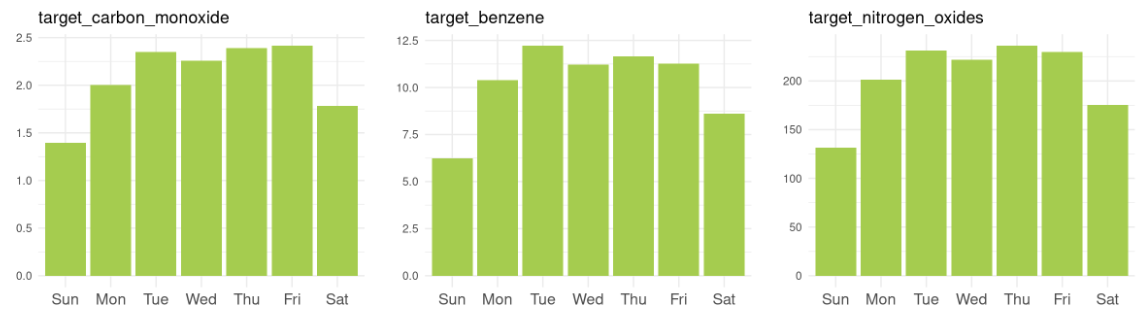 target_carbon_monoxide
2.5
2.0
1.5
1.0
0.5
0.0
Sun Mon Tue Wed Thu Fri Sat
target_benzene
12.5
10.0
7.5
5.0
2.5
0.0
Sun Mon Tue Wed Thu Fri Sat
target_nitrogen_oxides
200
150
100
50
0
Sun Mon Tue Wed Thu Fri Sat